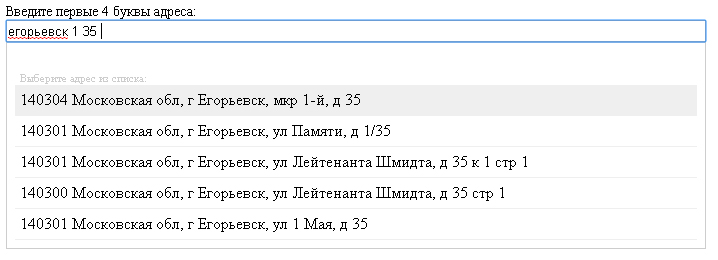 Введите первые 4 буквы адреса:
егорьевск 1 35
Выберите адрес из списка:
140304 Московская обл, г Егорьевск, мкр 1-й, д 35
140301 Московская обл, г Егорьевск, ул Памяти, д 1/35
140301 Московская обл, г Егорьевск, ул Лейтенанта Шмидта, д 35 к 1 стр 1
140300 Московская обл, г Егорьевск, ул Лейтенанта Шмидта, д 35 стр 1
140301 Московская обл, г Егорьевск, ул 1 Мая, д 35